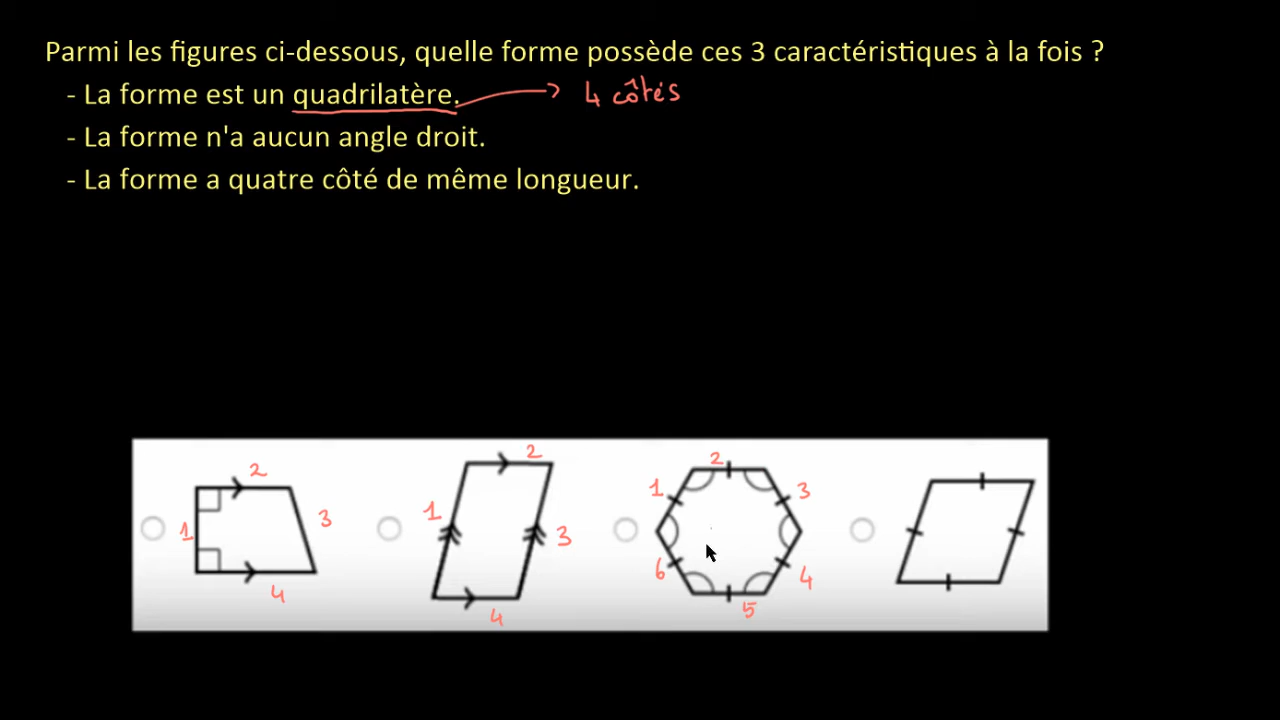 Parmi les figures ci-dessous, quelle forme possède ces 3 caractéristiques à la fois ?
- La forme est un quadrilatère. 4 côtés
- La forme n'a aucun angle droit.
- La forme a quatre côté de même longueur.
1 2 3 4
1 2 3 4
1 2 3 4 5 6